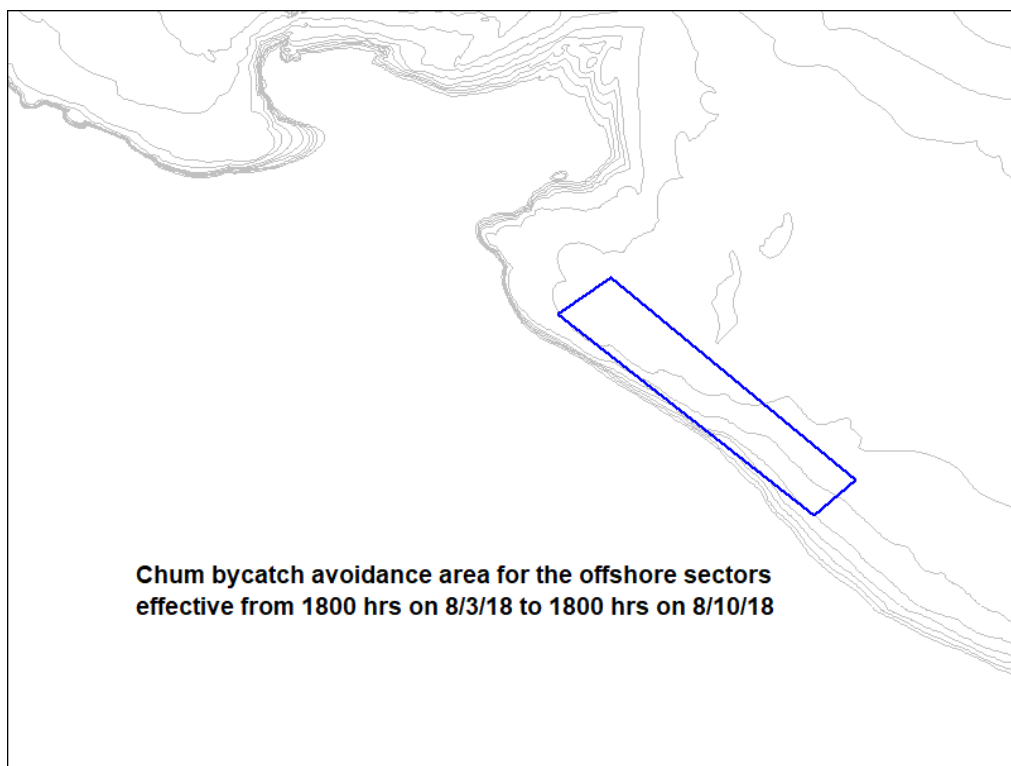 Chum bycatch avoidance area for the offshore sectors
effective from 1800 hrs on 8/3/18 to 1800 hrs on 8/10/18